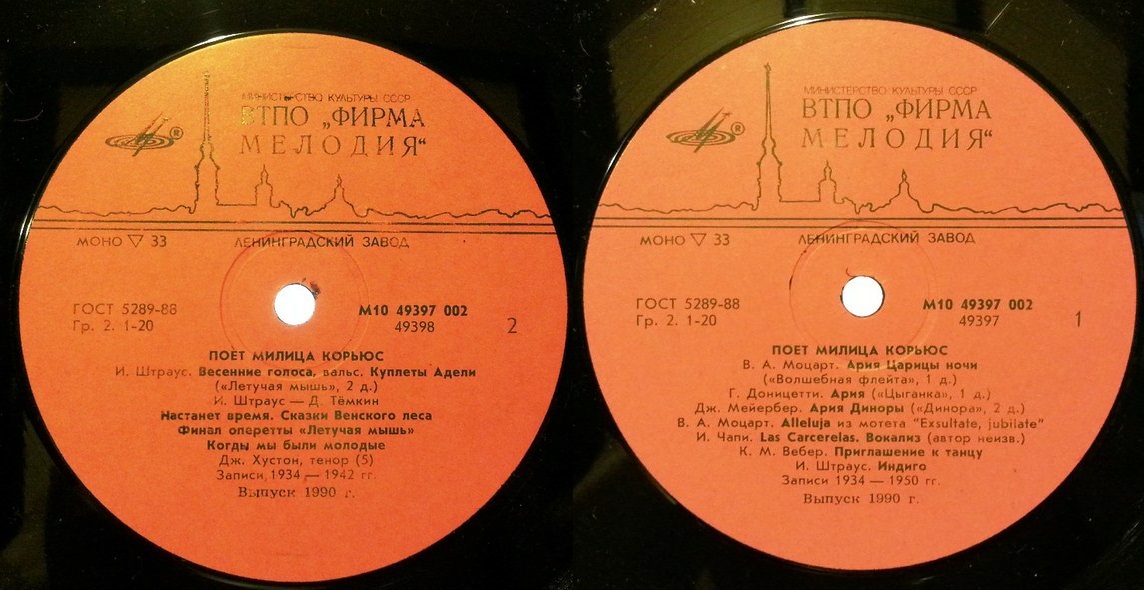 МИНИСТЕРСТВО КУЛЬТУРЫ СССР
ВТПО „ФИРМА
МЕЛОДИЯ“
®
МОНО ▽ 33
ЛЕНИНГРАДСКИЙ ЗАВОД
ГОСТ 5289-88
Гр. 2. 1-20
М10 49397 002
49398
2
ПОЁТ МИЛИЦА КОРЬЮС
И. Штраус. Весенние голоса, вальс. Куплеты Адели
(«Летучая мышь», 2 д.)
И. Штраус — Д. Тёмкин
Настанет время. Сказки Венского леса
Финал оперетты «Летучая мышь»
Когды мы были молодые
Дж. Хустон, тенор (5)
Записи 1934 — 1942 гг.
Выпуск 1990 г.
МИНИСТЕРСТВО КУЛЬТУРЫ СССР
ВТПО „ФИРМА
МЕЛОДИЯ“
®
МОНО ▽ 33
ЛЕНИНГРАДСКИЙ ЗАВОД
ГОСТ 5289-88
Гр. 2. 1-20
М10 49397 002
49397
1
ПОЕТ МИЛИЦА КОРЬЮС
В. А. Моцарт. Ария Царицы ночи
(«Волшебная флейта», 1 д.)
Г. Доницетти. Ария («Цыганка», 1 д.)
Дж. Мейербер. Ария Диноры («Динора», 2 д.)
В. А. Моцарт. Alleluja из мотета "Exsultate, jubilate"
И. Чапи. Las Carcerelas. Вокализ (автор неизв.)
К. М. Вебер. Приглашение к танцу
И. Штраус. Индиго
Записи 1934 — 1950 гг.
Выпуск 1990 г.